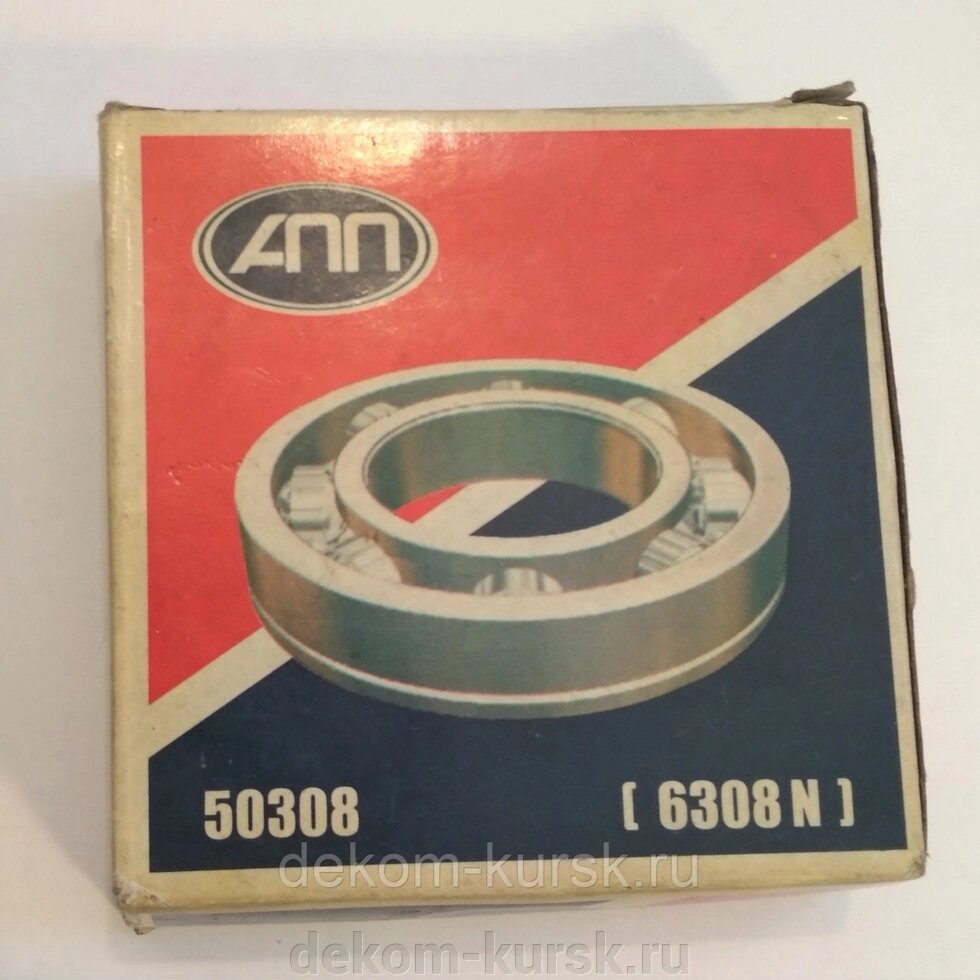 АПП
50308
( 6308 N )
dekom-kursk.ru
dekom-kursk.ru